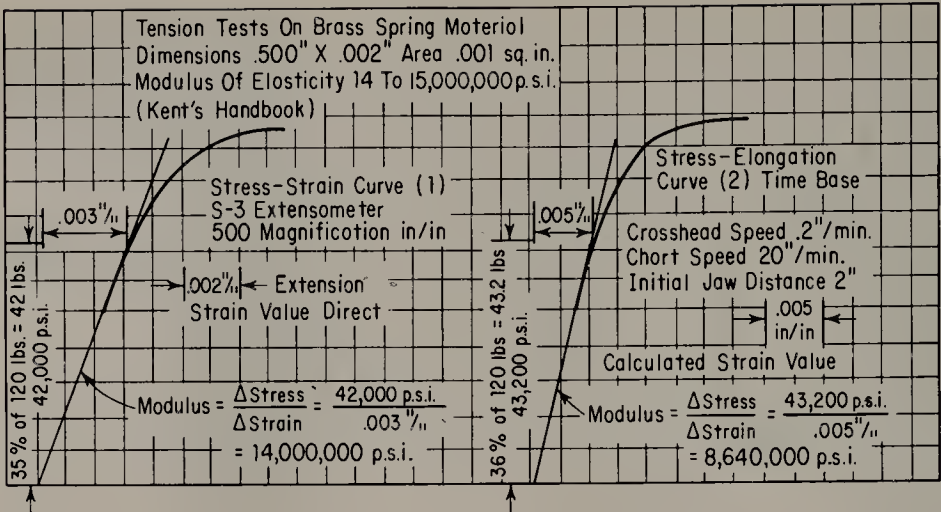 Tension Tests On Brass Spring Material
Dimensions .500" X .002" Area .001 sq. in.
Modulus Of Elosticity 14 To 15,000,000 p.s.i.
(Kent's Handbook)
Stress-Strain Curve (1)
S-3 Extensometer
500 Magnification in/in
.003"/"
.002"/" Extension
Strain Value Direct
35% of 120 lbs. = 42 lbs.
42,000 p.s.i.
Modulus = ΔStress / ΔStrain = 42,000 p.s.i. / .003"/"
= 14,000,000 p.s.i.
Stress-Elongation
Curve (2) Time Base
.005"/"
Crosshead Speed .2"/min.
Chort Speed 20"/min.
Initial Jaw Distance 2"
.005
in/in
Calculated Strain Value
36% of 120 lbs = 43.2 lbs
43,200 p.s.i.
Modulus = ΔStress / ΔStrain = 43,200 p.s.i. / .005"/"
= 8,640,000 p.s.i.